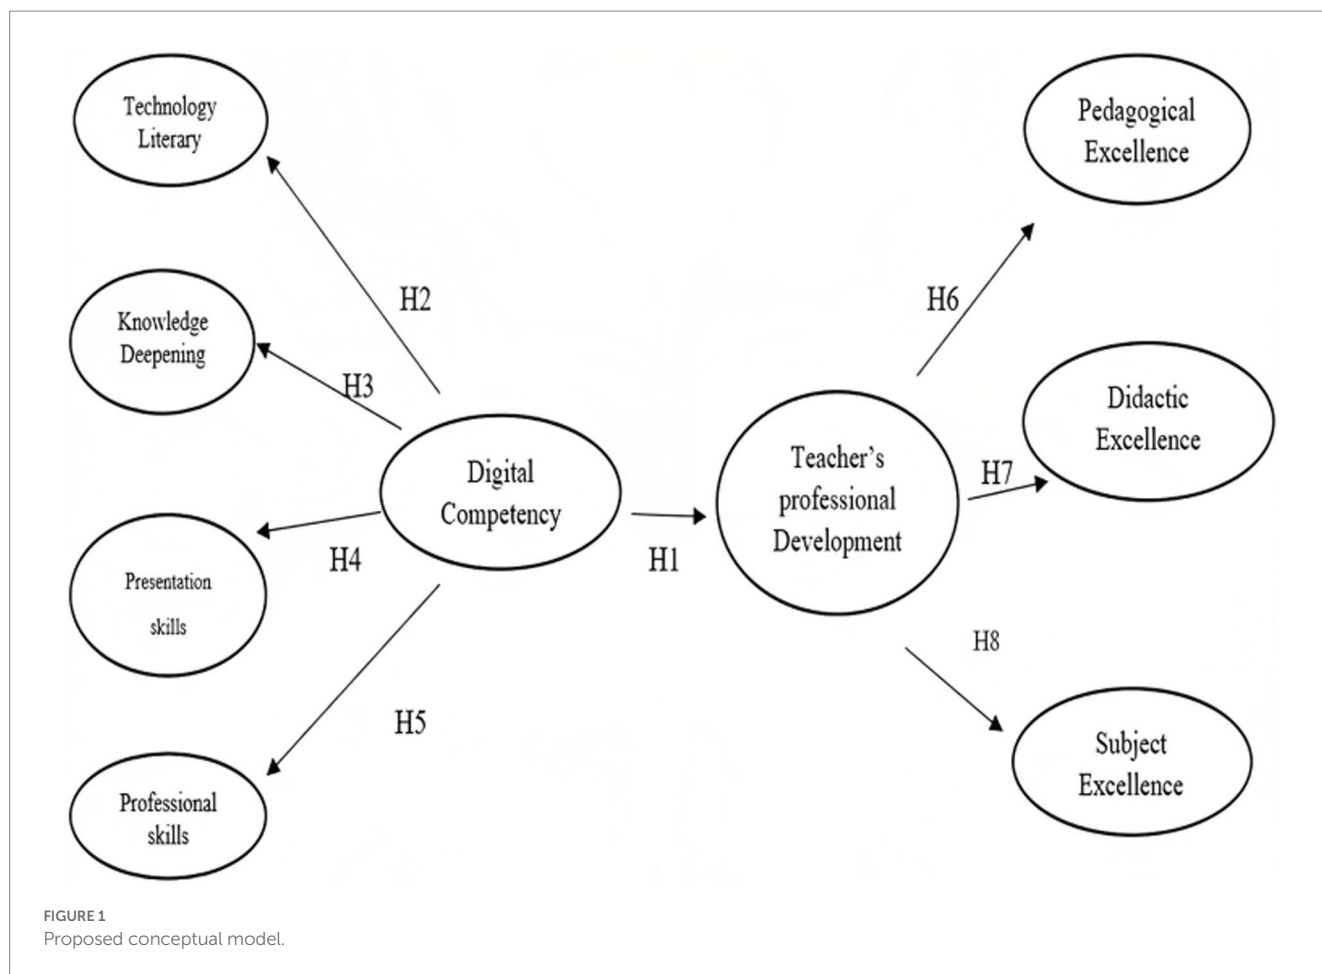 Technology
Literary
Pedagogical
Excellence
H2
H6
Knowledge
Deepening
H3
Didactic
Excellence
Digital
Competency
Teacher's
professional
Development
H7
H4
H1
Presentation
skills
H8
H5
Subject
Excellence
Professional
skills
FIGURE 1
Proposed conceptual model.